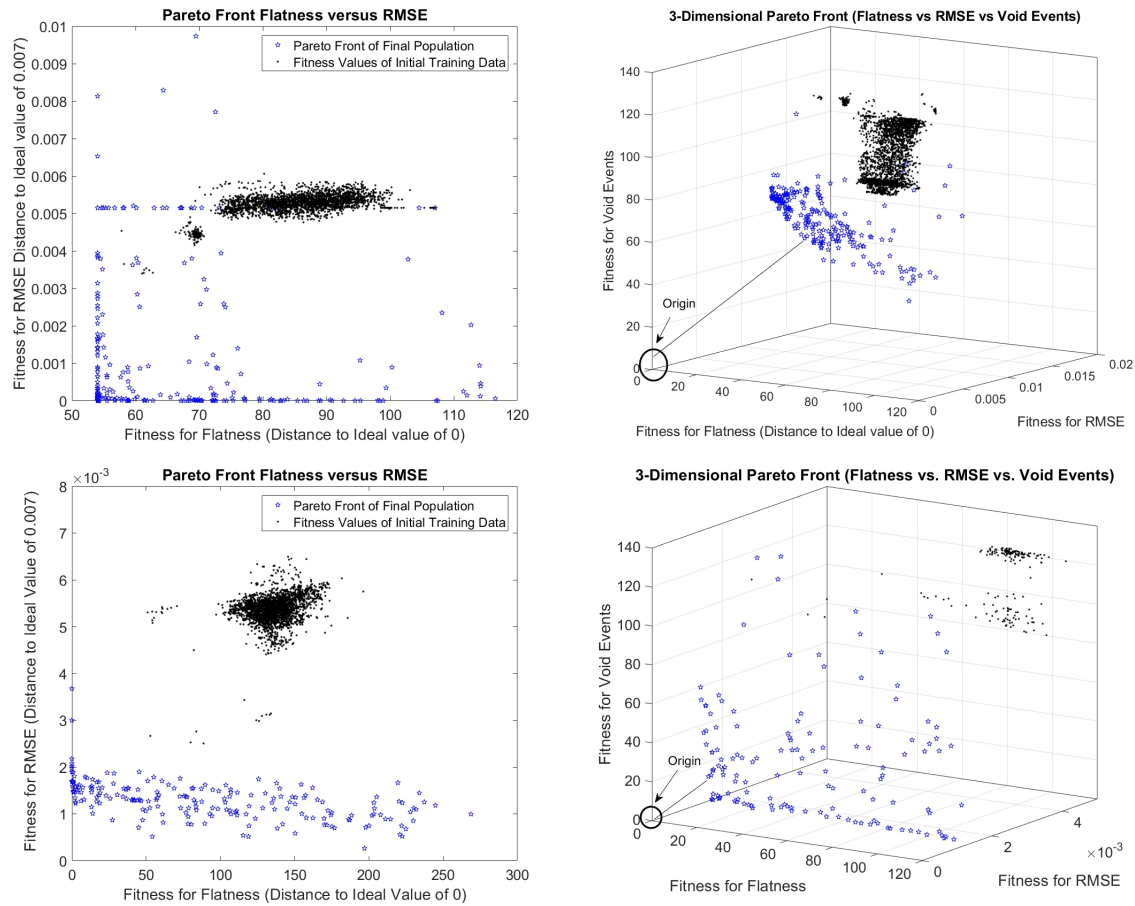 Pareto Front Flatness versus RMSE
Fitness for RMSE Distance to Ideal value of 0.007)
0.01
0.009
0.008
0.007
0.006
0.005
0.004
0.003
0.002
0.001
0
Pareto Front of Final Population
Fitness Values of Initial Training Data
50 60 70 80 90 100 110 120
Fitness for Flatness (Distance to Ideal value of 0)
3-Dimensional Pareto Front (Flatness vs RMSE vs Void Events)
Fitness for Void Events
140
120
100
80
60
40
20
0
Origin
0 20 40 60 80 100 120
0 0.005 0.01 0.015 0.02
Fitness for Flatness (Distance to Ideal value of 0)
Fitness for RMSE
Pareto Front Flatness versus RMSE
×10⁻³
Fitness for RMSE (Distance to Ideal Value of 0.007)
8
7
6
5
4
3
2
1
0
Pareto Front of Final Population
Fitness Values of Initial Training Data
0 50 100 150 200 250 300
Fitness for Flatness (Distance to Ideal Value of 0)
3-Dimensional Pareto Front (Flatness vs. RMSE vs. Void Events)
Fitness for Void Events
140
120
100
80
60
40
20
0
Origin
0 20 40 60 80 100 120
0 2 4
×10⁻³
Fitness for Flatness
Fitness for RMSE